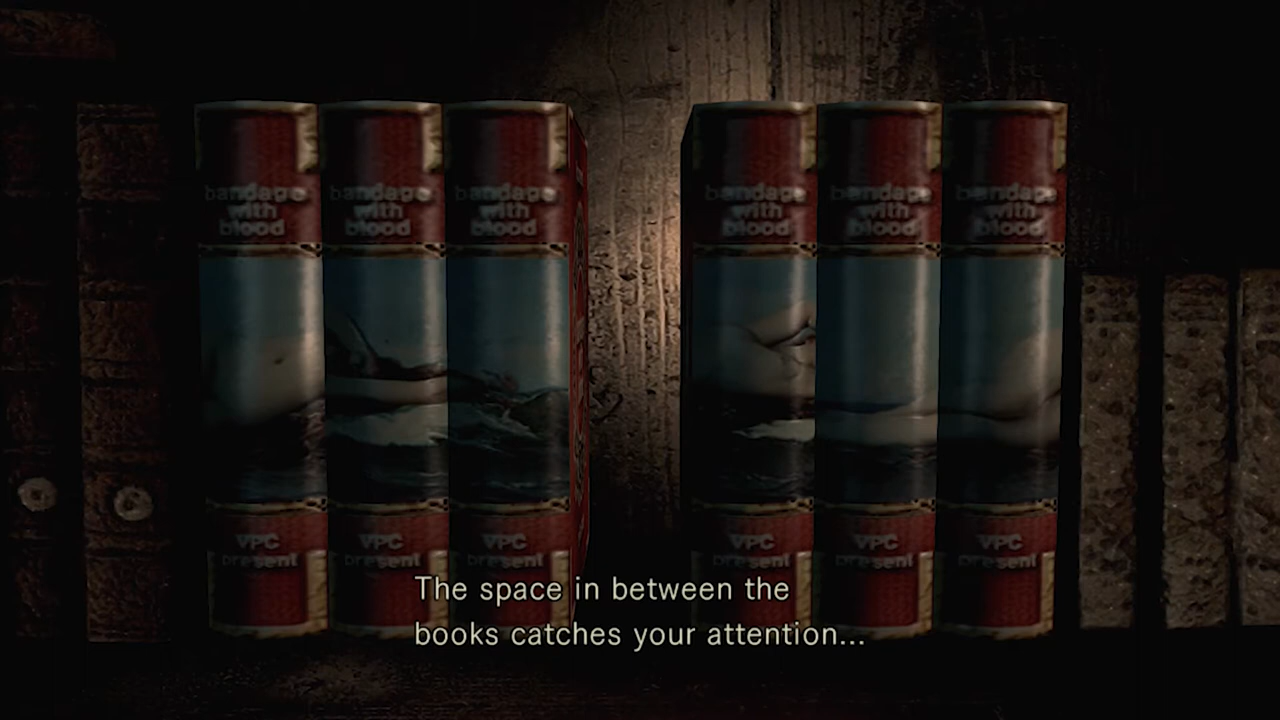 bandage
with
blood
bandage
with
blood
bandage
with
blood
bandage
with
blood
bandage
with
blood
bandage
with
blood
VPC
present
VPC
present
VPC
present
VPC
present
VPC
present
VPC
present
The space in between the
books catches your attention...